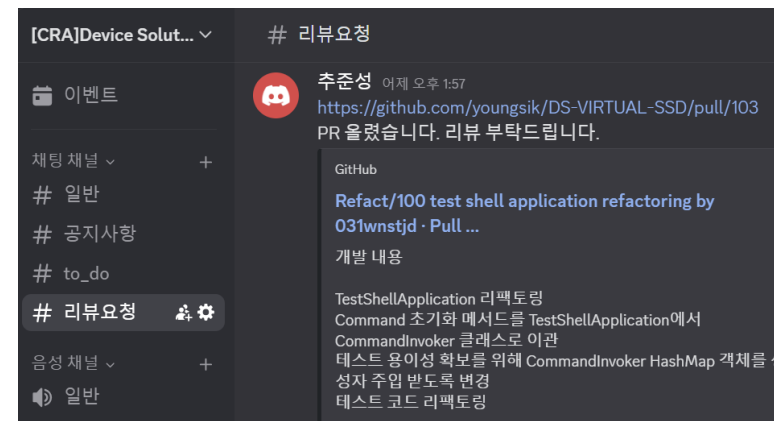 [CRA]Device Solut...
이벤트
채팅 채널
일반
공지사항
to_do
리뷰요청
음성 채널
일반
리뷰요청
추준성 어제 오후 1:57
https://github.com/youngsik/DS-VIRTUAL-SSD/pull/103
PR 올렸습니다. 리뷰 부탁드립니다.
GitHub
Refact/100 test shell application refactoring by
031wnstjd · Pull ...
개발 내용
TestShellApplication 리팩토링
Command 초기화 메서드를 TestShellApplication에서
CommandInvoker 클래스로 이관
테스트 용이성 확보를 위해 CommandInvoker HashMap 객체를
성자 주입 받도록 변경
테스트 코드 리팩토링